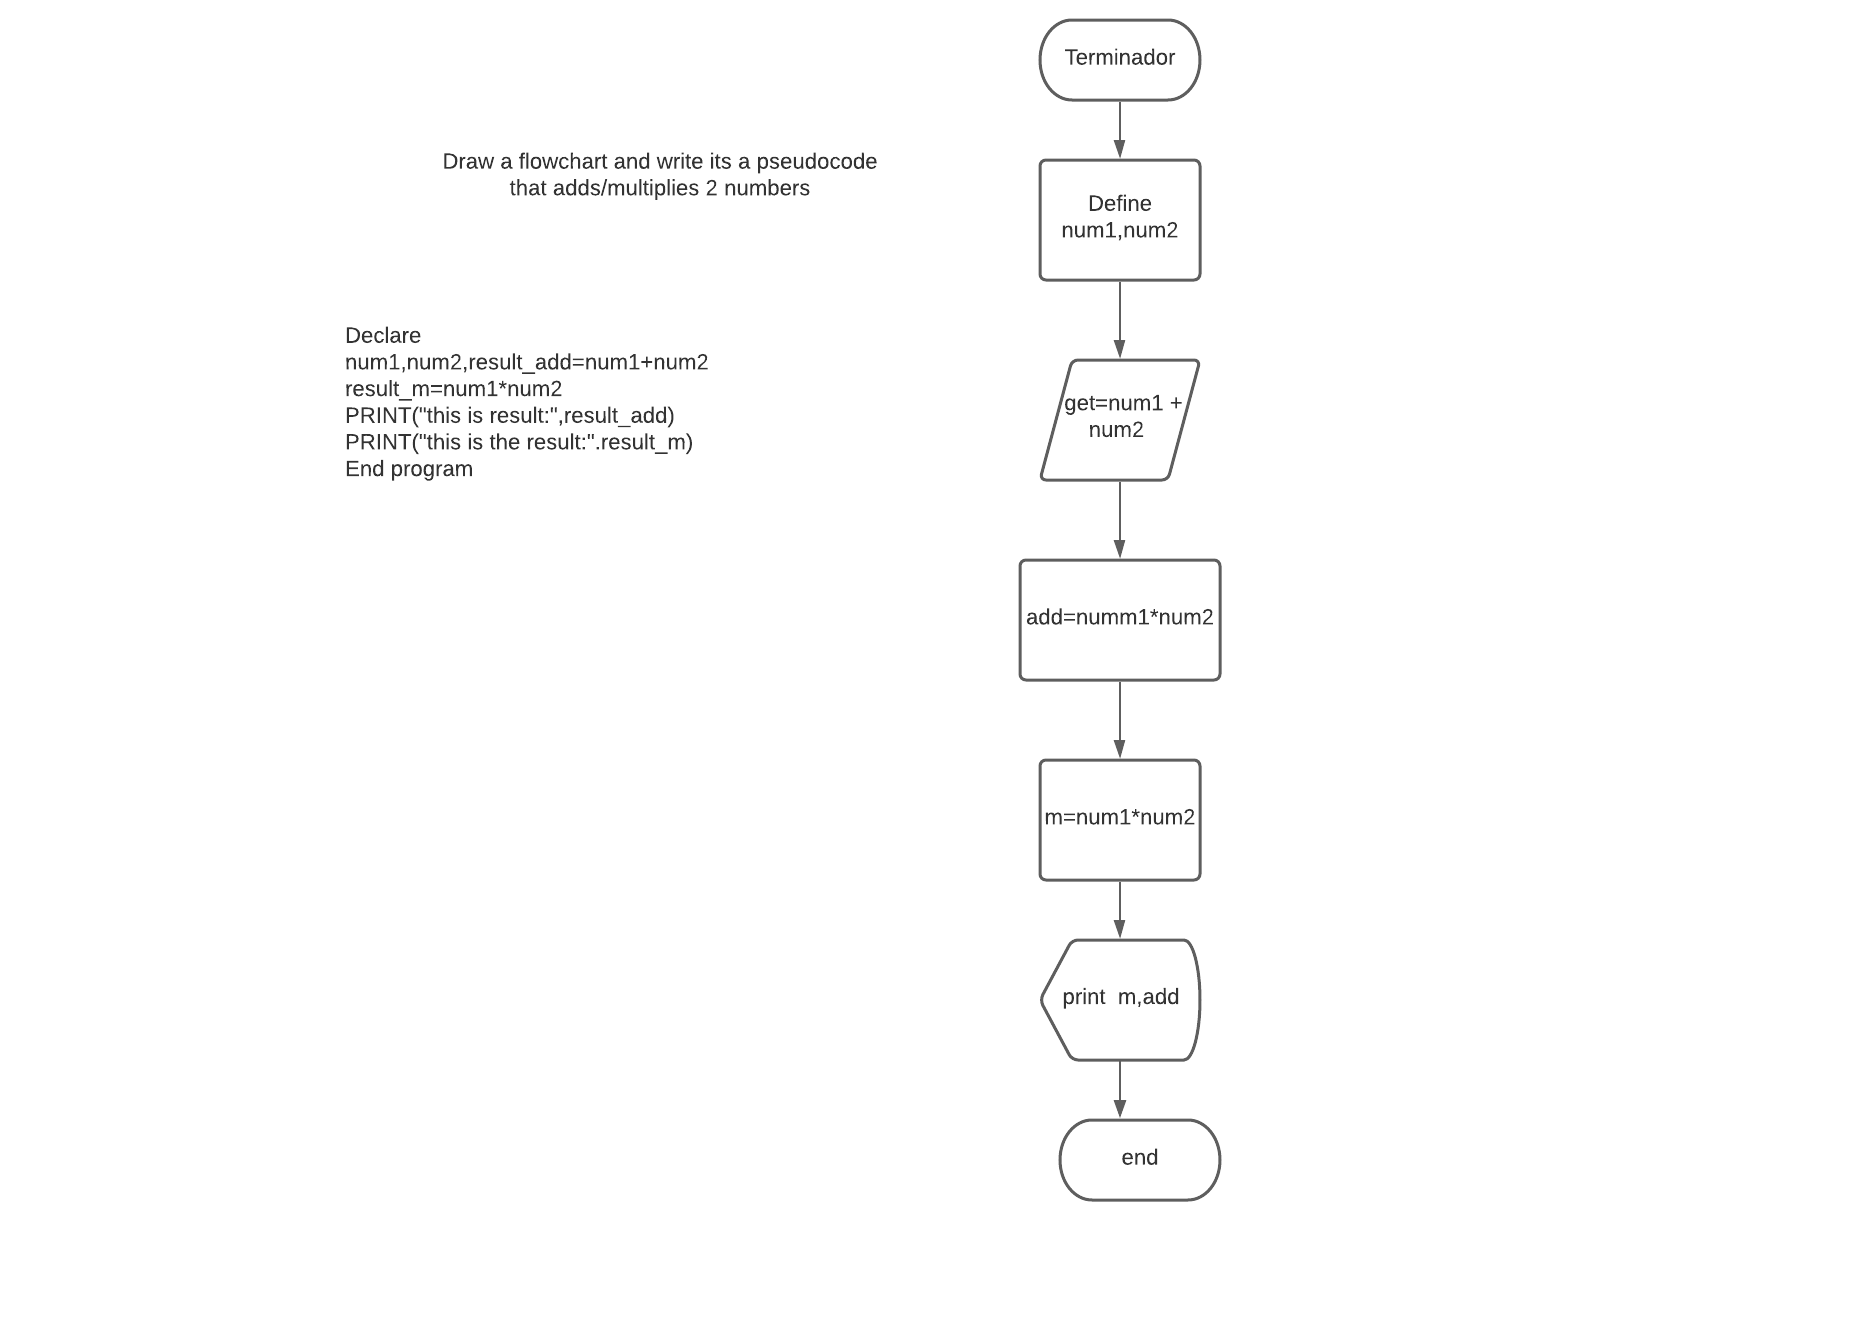 Draw a flowchart and write its a pseudocode
that adds/multiplies 2 numbers
Declare
num1,num2,result_add=num1+num2
result_m=num1*num2
PRINT("this is result:",result_add)
PRINT("this is the result:".result_m)
End program
Terminador
Define
num1,num2
get=num1 +
num2
add=numm1*num2
m=num1*num2
print  m,add
end